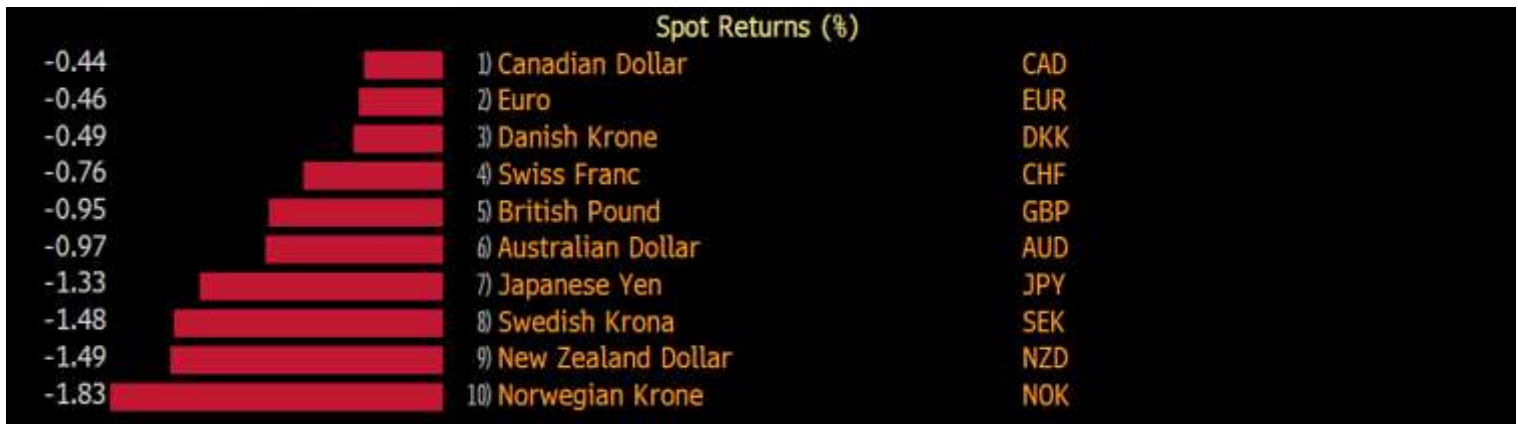 Spot Returns (%)
-0.44 1) Canadian Dollar CAD
-0.46 2) Euro EUR
-0.49 3) Danish Krone DKK
-0.76 4) Swiss Franc CHF
-0.95 5) British Pound GBP
-0.97 6) Australian Dollar AUD
-1.33 7) Japanese Yen JPY
-1.48 8) Swedish Krona SEK
-1.49 9) New Zealand Dollar NZD
-1.83 10) Norwegian Krone NOK